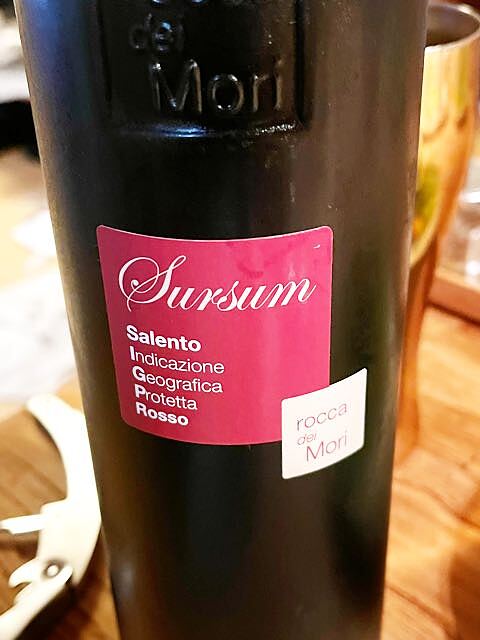 dei
Mori
Sursum
Salento
Indicazione
Geografica
Protetta
Rosso
rocca
dei
Mori